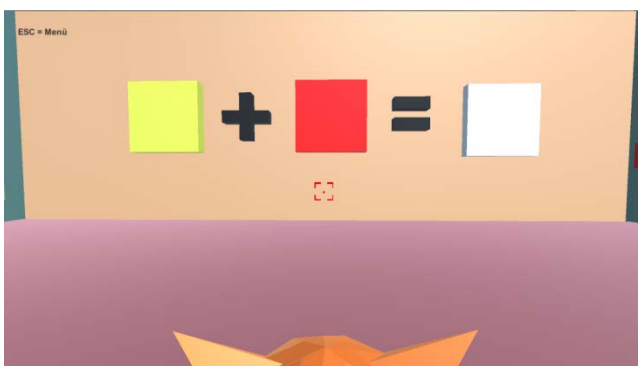 ESC = Menü
+ =